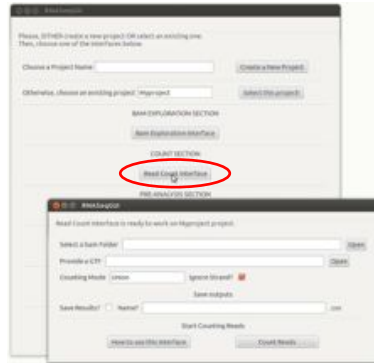 RNASeqGUI
Please, EITHER create a new project OR select an existing one.
Then, choose one of the interfaces below.
Choose a Project Name
Create a New Project
Otherwise, choose an existing project: Myproject
Select this project
BAM EXPLORATION SECTION
Bam Exploration Interface
COUNT SECTION
Read Count Interface
PRE-ANALYSIS SECTION
RNASeqGUI
Read Count Interface is ready to work on Myproject project.
Select a Bam Folder
Open
Provide a GTF
Open
Counting Mode Union Ignore Strand?
Save outputs
Save Results? Name?
Start Counting Reads
How to use this Interface
Count Reads